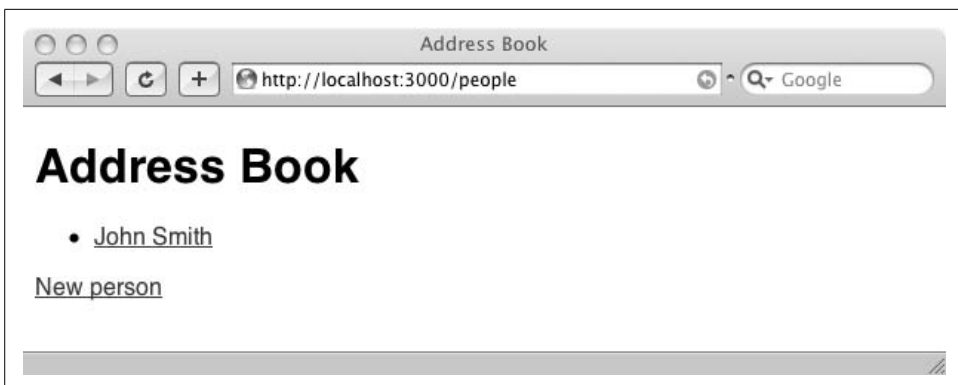 Address Book
http://localhost:3000/people
Google
Address Book
John Smith
New person